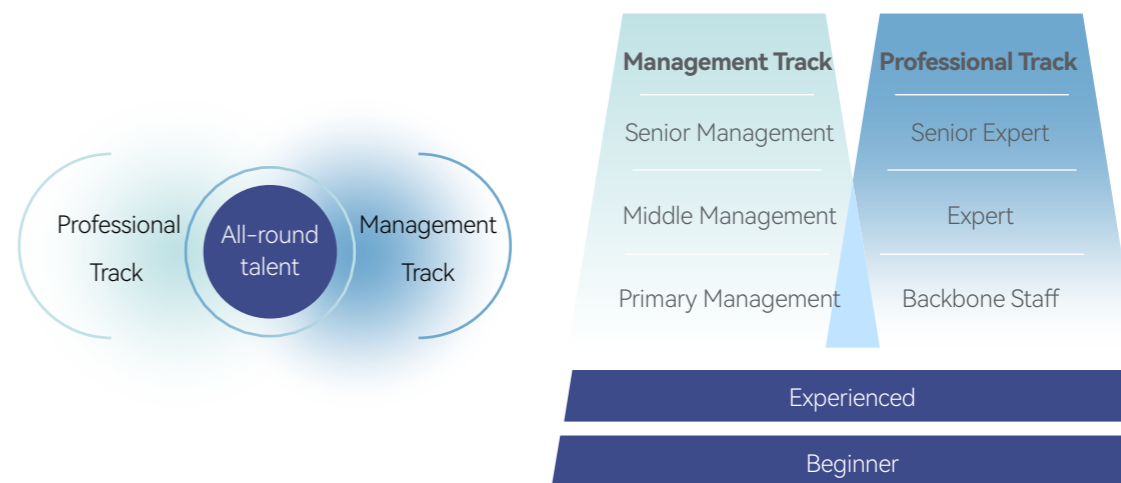 Professional
Track
All-round
talent
Management
Track
Management Track
Senior Management
Middle Management
Primary Management
Professional Track
Senior Expert
Expert
Backbone Staff
Experienced
Beginner